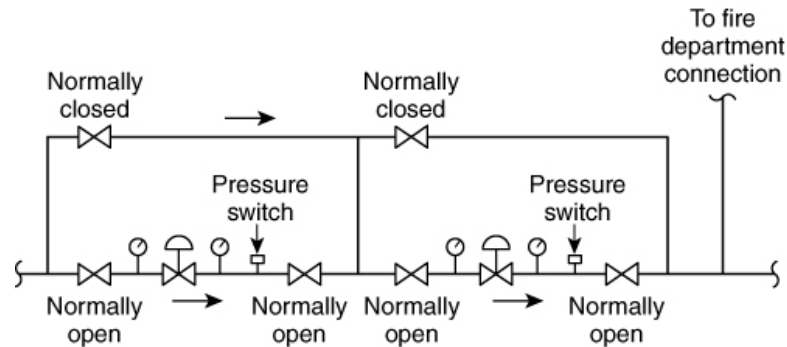 To fire
department
connection
Normally
closed
Normally
closed
Pressure
switch
Pressure
switch
Normally
open
Normally
open
Normally
open
Normally
open